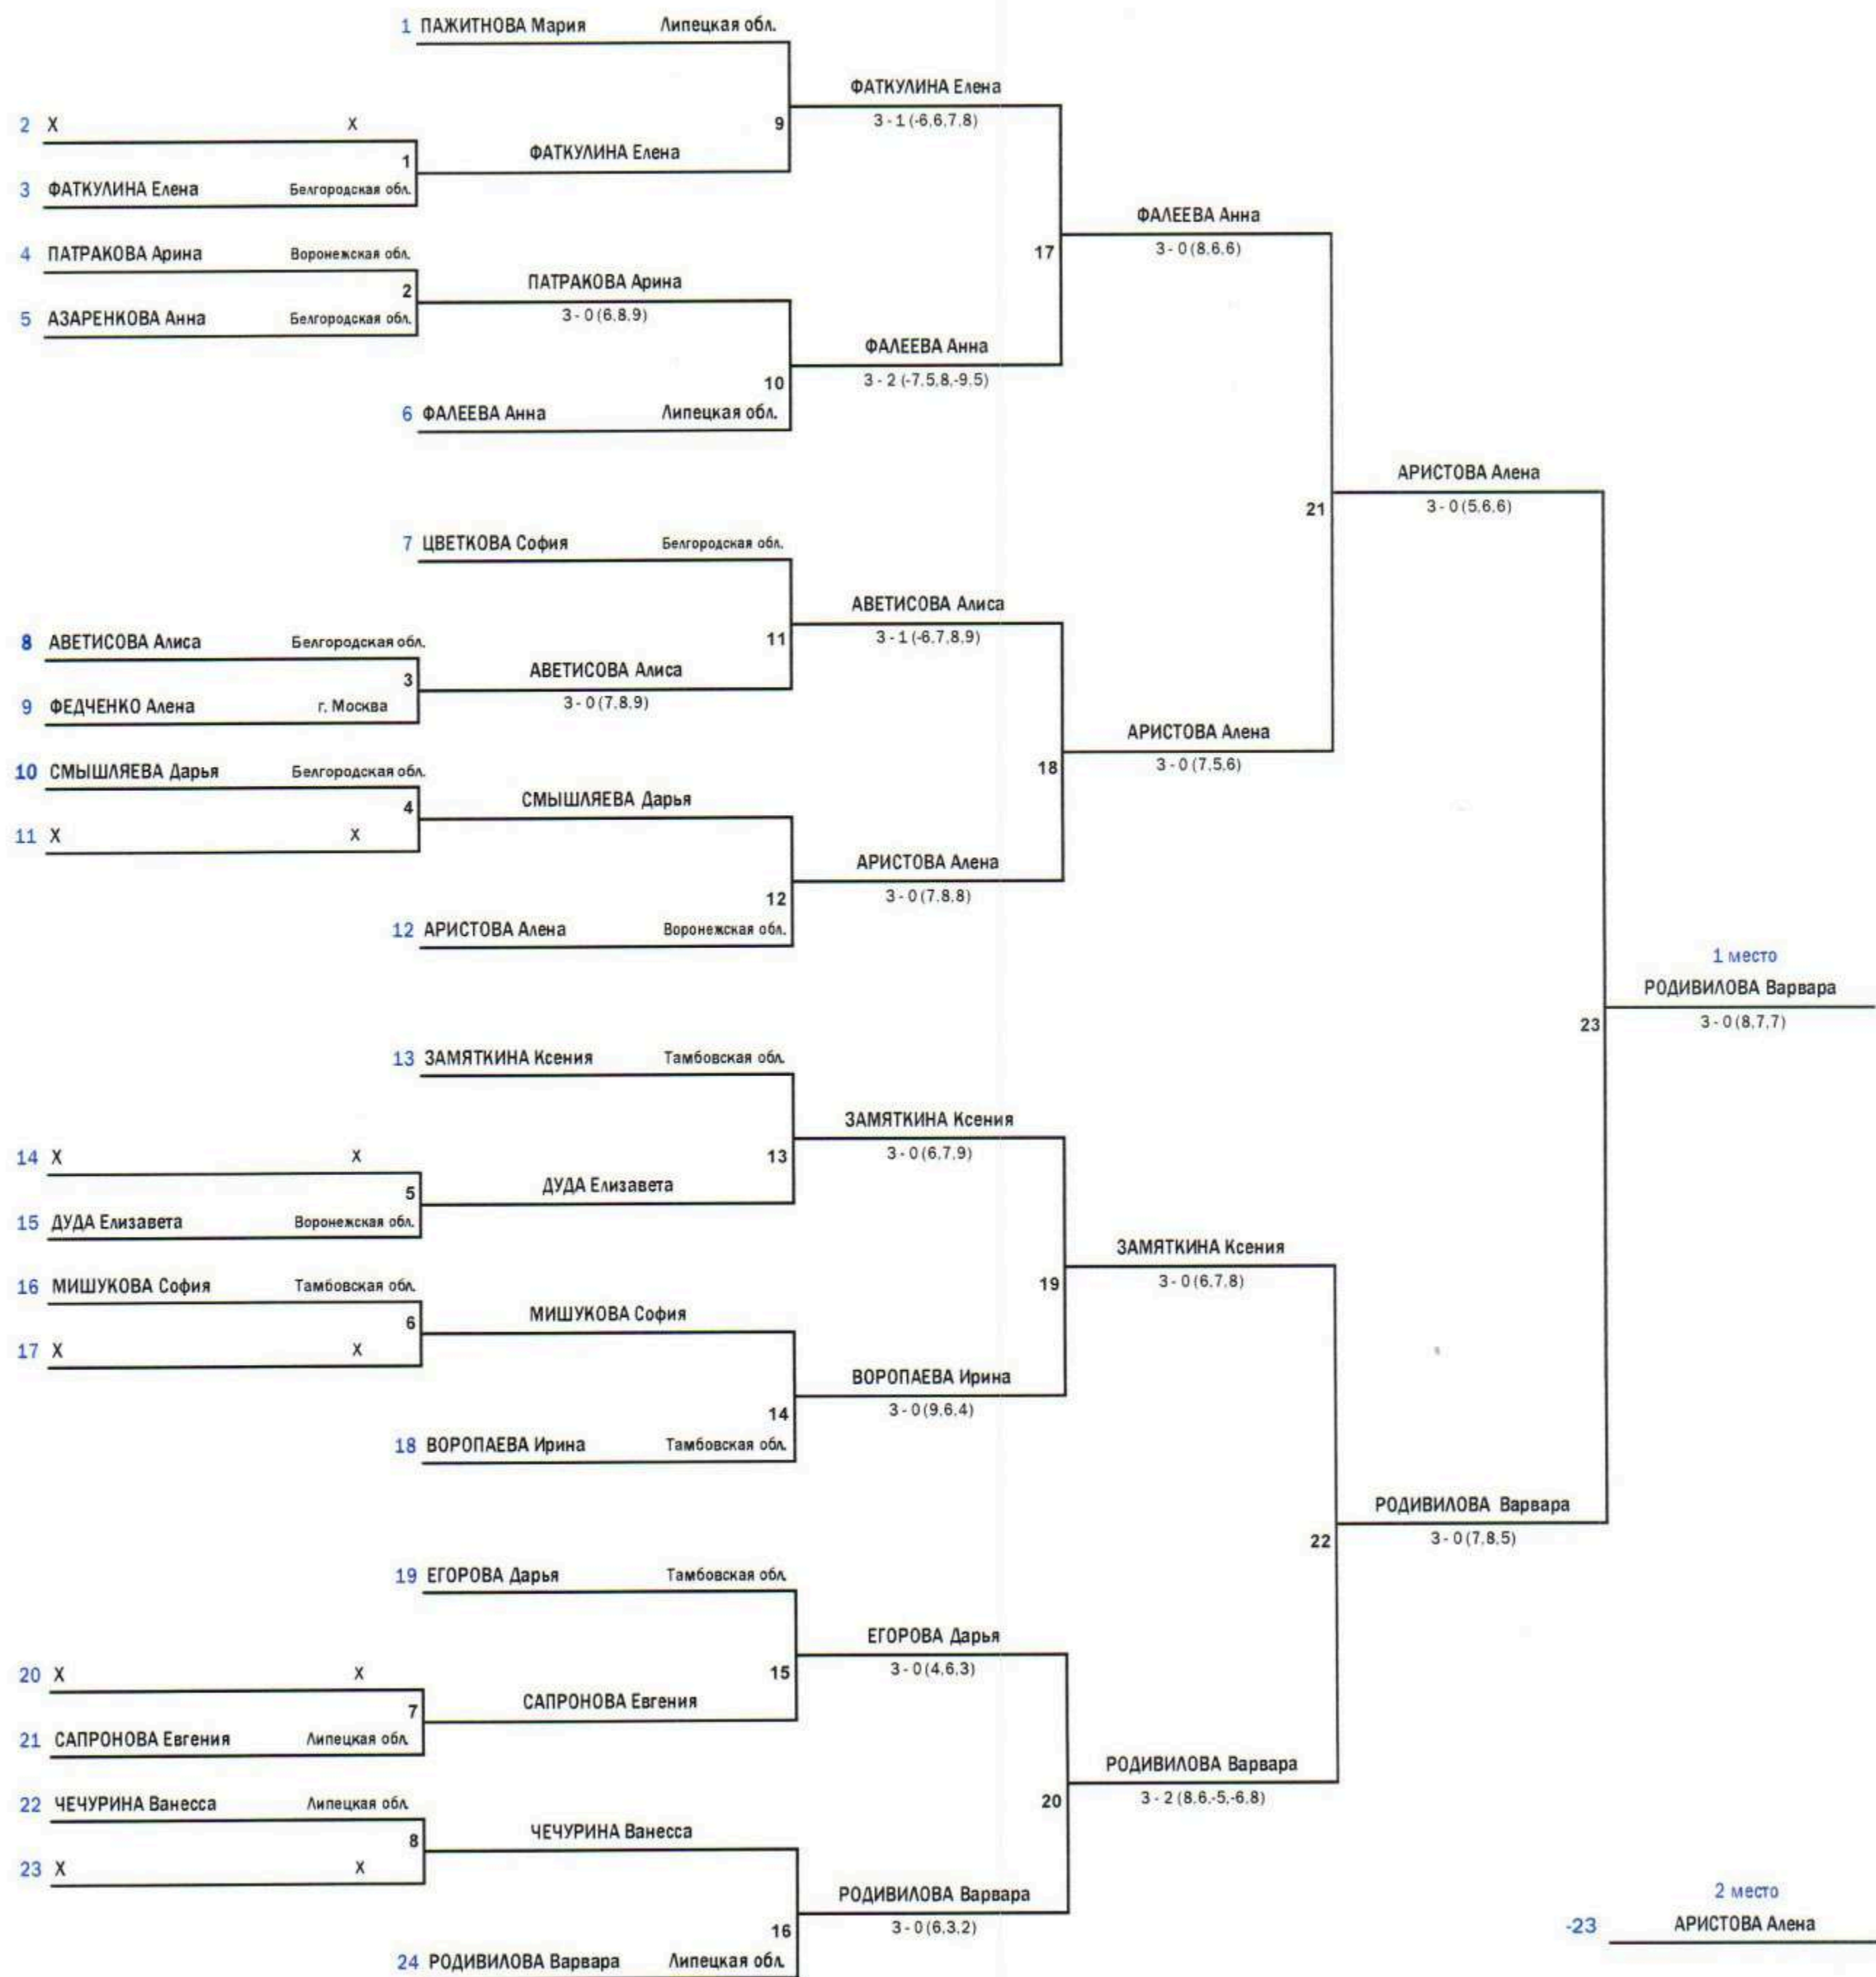 1 ПАЖИТНОВА Мария Липецкая обл.
ФАТКУЛИНА Елена
2 X X
9
3 - 1 (-6,6,7,8)
1
ФАТКУЛИНА Елена
3 ФАТКУЛИНА Елена Белгородская обл.
ФАЛЕЕВА Анна
4 ПАТРАКОВА Арина Воронежская обл.
17
3 - 0 (8,6,6)
2
ПАТРАКОВА Арина
5 АЗАРЕНКОВА Анна Белгородская обл.
3 - 0 (6,8,9)
ФАЛЕЕВА Анна
10
3 - 2 (-7,5,8,-9,5)
6 ФАЛЕЕВА Анна Липецкая обл.
АРИСТОВА Алена
21
3 - 0 (5,6,6)
7 ЦВЕТКОВА София Белгородская обл.
АВЕТИСОВА Алиса
8 АВЕТИСОВА Алиса Белгородская обл.
11
3 - 1 (-6,7,8,9)
3
АВЕТИСОВА Алиса
9 ФЕДЧЕНКО Алена г. Москва
3 - 0 (7,8,9)
АРИСТОВА Алена
10 СМЫШЛЯЕВА Дарья Белгородская обл.
18
3 - 0 (7,5,6)
4
СМЫШЛЯЕВА Дарья
11 X X
АРИСТОВА Алена
12
3 - 0 (7,8,8)
12 АРИСТОВА Алена Воронежская обл.
1 место
РОДИВИЛОВА Варвара
23
3 - 0 (8,7,7)
13 ЗАМЯТКИНА Ксения Тамбовская обл.
ЗАМЯТКИНА Ксения
14 X X
13
3 - 0 (6,7,9)
5
ДУДА Елизавета
15 ДУДА Елизавета Воронежская обл.
ЗАМЯТКИНА Ксения
16 МИШУКОВА София Тамбовская обл.
19
3 - 0 (6,7,8)
6
МИШУКОВА София
17 X X
ВОРОПАЕВА Ирина
14
3 - 0 (9,6,4)
18 ВОРОПАЕВА Ирина Тамбовская обл.
РОДИВИЛОВА Варвара
22
3 - 0 (7,8,5)
19 ЕГОРОВА Дарья Тамбовская обл.
ЕГОРОВА Дарья
20 X X
15
3 - 0 (4,6,3)
7
САПРОНОВА Евгения
21 САПРОНОВА Евгения Липецкая обл.
РОДИВИЛОВА Варвара
22 ЧЕЧУРИНА Ванесса Липецкая обл.
20
3 - 2 (8,6,-5,-6,8)
8
ЧЕЧУРИНА Ванесса
23 X X
РОДИВИЛОВА Варвара
16
3 - 0 (6,3,2)
24 РОДИВИЛОВА Варвара Липецкая обл.
2 место
-23 АРИСТОВА Алена